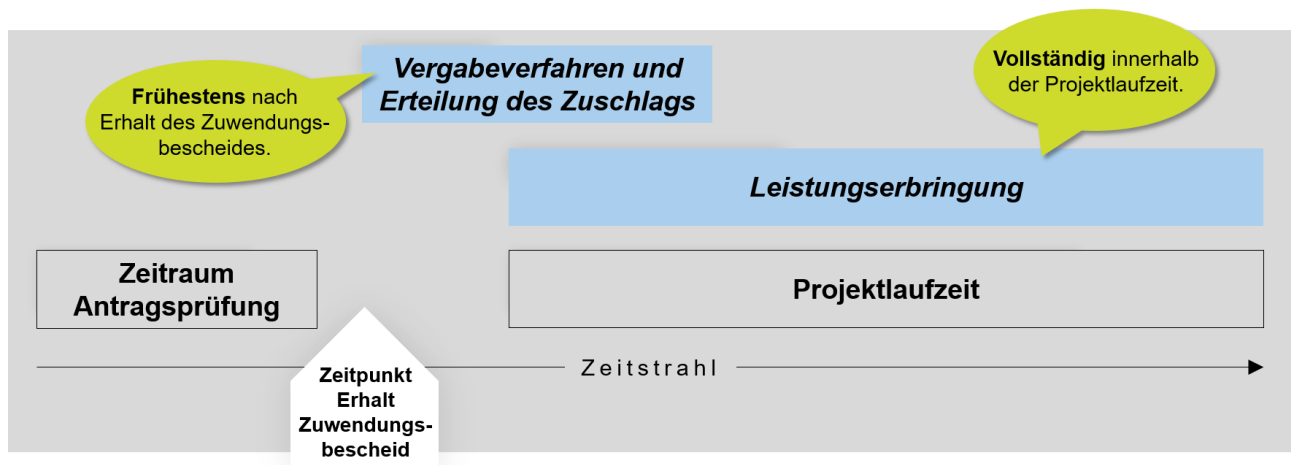 Vergabeverfahren und
Erteilung des Zuschlags
Frühestens nach
Erhalt des Zuwendungs-
bescheides.
Vollständig innerhalb
der Projektlaufzeit.
Leistungserbringung
Zeitraum
Antragsprüfung
Projektlaufzeit
Zeitstrahl
Zeitpunkt
Erhalt
Zuwendungs-
bescheid